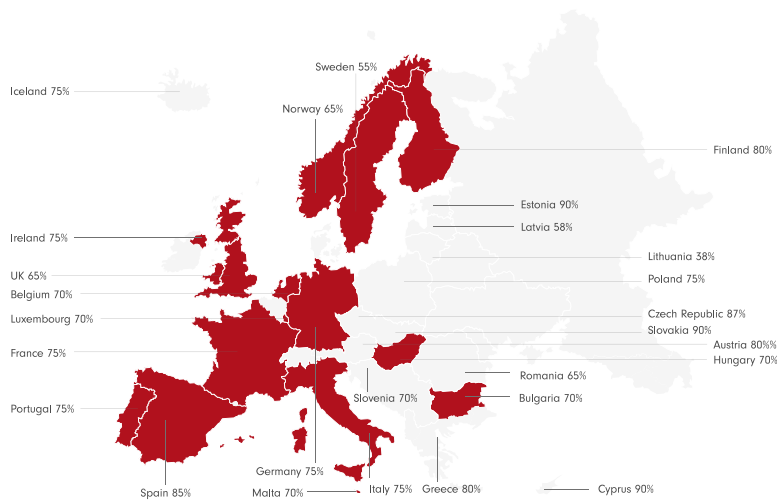 Sweden 55%
Iceland 75%
Norway 65%
Finland 80%
Estonia 90%
Latvia 58%
Ireland 75%
Lithuania 38%
UK 65%
Poland 75%
Belgium 70%
Czech Republic 87%
Luxembourg 70%
Slovakia 90%
Austria 80%%
France 75%
Hungary 70%
Romania 65%
Slovenia 70%
Bulgaria 70%
Portugal 75%
Germany 75%
Spain 85%
Malta 70%
Italy 75%
Greece 80%
Cyprus 90%